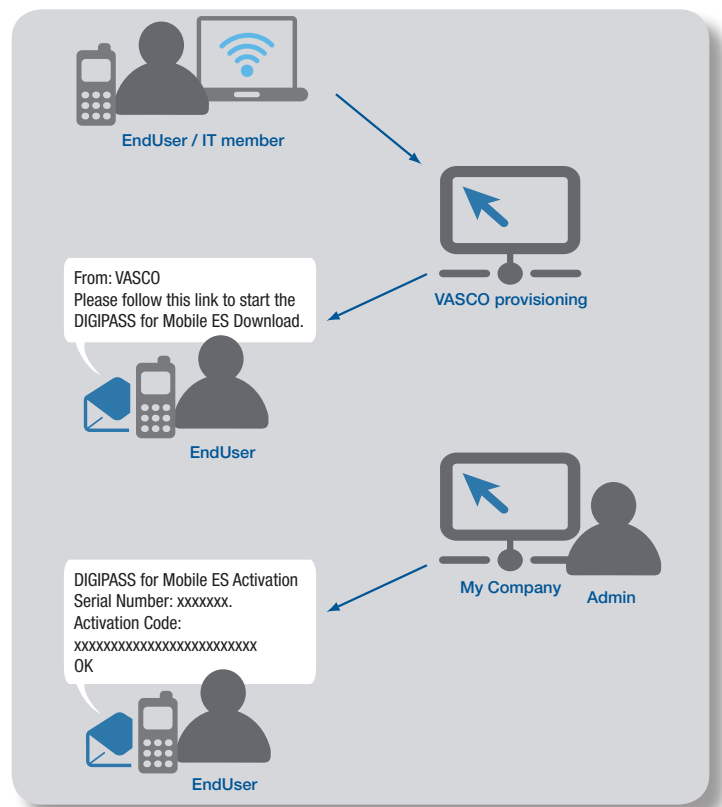 EndUser / IT member
VASCO provisioning
From: VASCO
Please follow this link to start the
DIGIPASS for Mobile ES Download.
EndUser
My Company
Admin
DIGIPASS for Mobile ES Activation
Serial Number: xxxxxxx.
Activation Code:
xxxxxxxxxxxxxxxxxxxxxxxxx
OK
EndUser